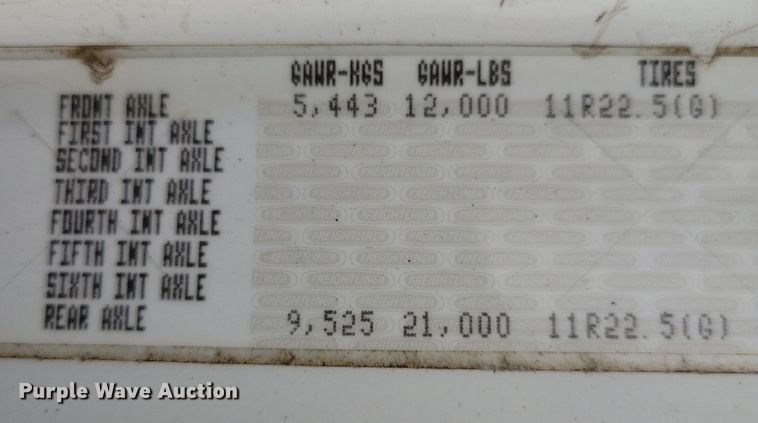 GAWR-KGS GAWR-LBS TIRES
FRONT AXLE 5,443 12,000 11R22.5(G)
FIRST INT AXLE
SECOND INT AXLE
THIRD INT AXLE
FOURTH INT AXLE
FIFTH INT AXLE
SIXTH INT AXLE
REAR AXLE 9,525 21,000 11R22.5(G)
FREIGHTLINER
Purple Wave Auction